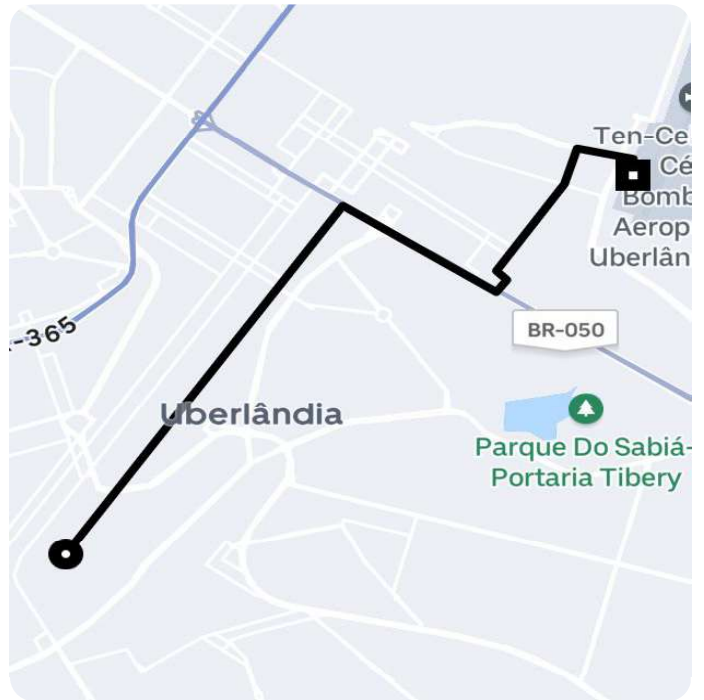 Ten-Ce
Cé
Bomb
Aerop
Uberlân
-365
BR-050
Uberlândia
Parque Do Sabiá-
Portaria Tibery